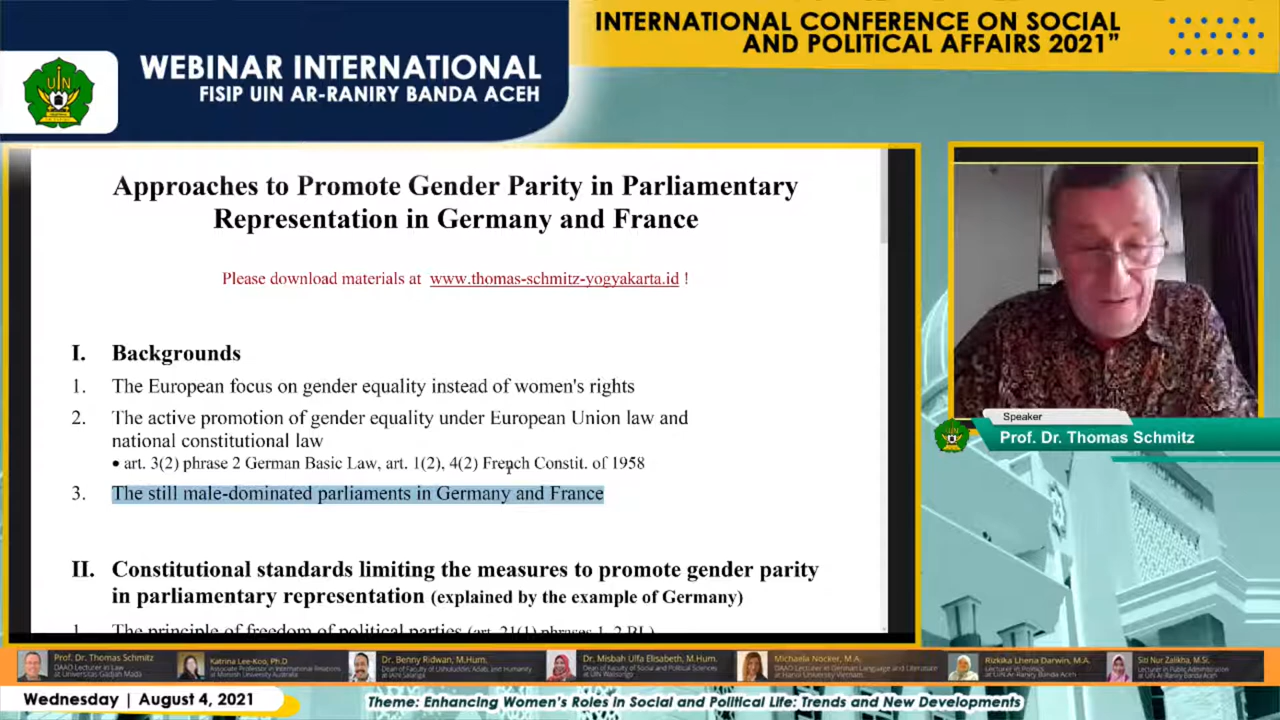 INTERNATIONAL CONFERENCE ON SOCIAL
AND POLITICAL AFFAIRS 2021”
WEBINAR INTERNATIONAL
FISIP UIN AR-RANIRY BANDA ACEH
UIN
Approaches to Promote Gender Parity in Parliamentary
Representation in Germany and France
Please download materials at www.thomas-schmitz-yogyakarta.id !
I. Backgrounds
1. The European focus on gender equality instead of women's rights
2. The active promotion of gender equality under European Union law and
national constitutional law
• art. 3(2) phrase 2 German Basic Law, art. 1(2), 4(2) French Constit. of 1958
3. The still male-dominated parliaments in Germany and France
II. Constitutional standards limiting the measures to promote gender parity
in parliamentary representation (explained by the example of Germany)
1. The principle of freedom of political parties (art. 21(1) phrases 1, 2 BL)
Speaker
Prof. Dr. Thomas Schmitz
Prof. Dr. Thomas Schmitz
DAAD Lecturer in Law
at Universitas Gadjah Mada
Katrina Lee-Koo, Ph.D
Associate Professor in International Relations
at Monash University Australia
Dr. Benny Ridwan, M.Hum.
Dean of Faculty of Ushuluddin, Adab, and Humanity
at IAIN Salatiga
Dr. Misbah Ulfa Elisabeth, M.Hum.
Dean of Faculty of Social and Political Sciences
at UIN Walisongo
Michaela Nocker, M.A.
DAAD Lecturer in German Language and Literature
at Hanoi University Vietnam
Rizkika Lhena Darwin, M.A.
Lecturer in Politics
at UIN Ar-Raniry Banda Aceh
Siti Nur Zalikha, M.Si.
Lecturer in Public Administration
at UIN Ar-Raniry Banda Aceh
Wednesday | August 4, 2021
Theme: Enhancing Women's Roles in Social and Political Life: Trends and New Developments